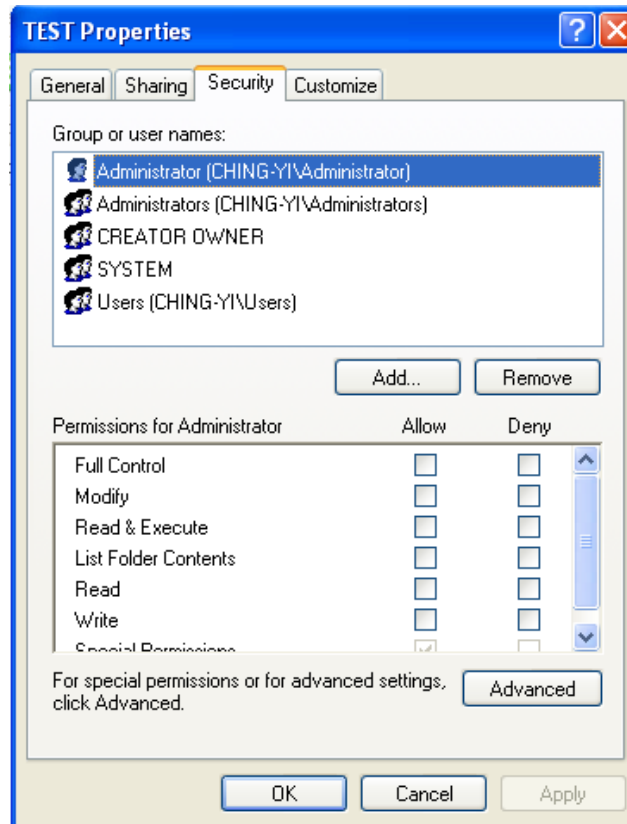 TEST Properties
General Sharing Security Customize
Group or user names:
Administrator (CHING-YI\Administrator)
Administrators (CHING-YI\Administrators)
CREATOR OWNER
SYSTEM
Users (CHING-YI\Users)
Add... Remove
Permissions for Administrator Allow Deny
Full Control
Modify
Read & Execute
List Folder Contents
Read
Write
Special Permissions
For special permissions or for advanced settings, Advanced
click Advanced.
OK Cancel Apply